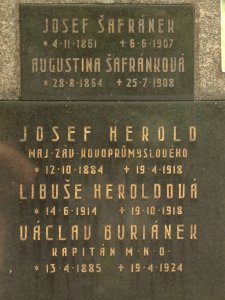 JOSEF ŠAFRÁNEK
* 4·11·1861 + 6·6·1907
AUGUSTINA ŠAFRÁNKOVÁ
* 28·8·1864 + 25·7·1908
JOSEF HEROLD
MAJ·ZÁV·KOVOPRŮMYSLOVÉHO
* 12·10·1884 + 19·4·1918
LIBUŠE HEROLDOVÁ
* 14·6·1914 + 19·10·1918
VÁCLAV BURIÁNEK
KAPITÁN M·N·O·
* 13·4·1885 + 19·4·1924